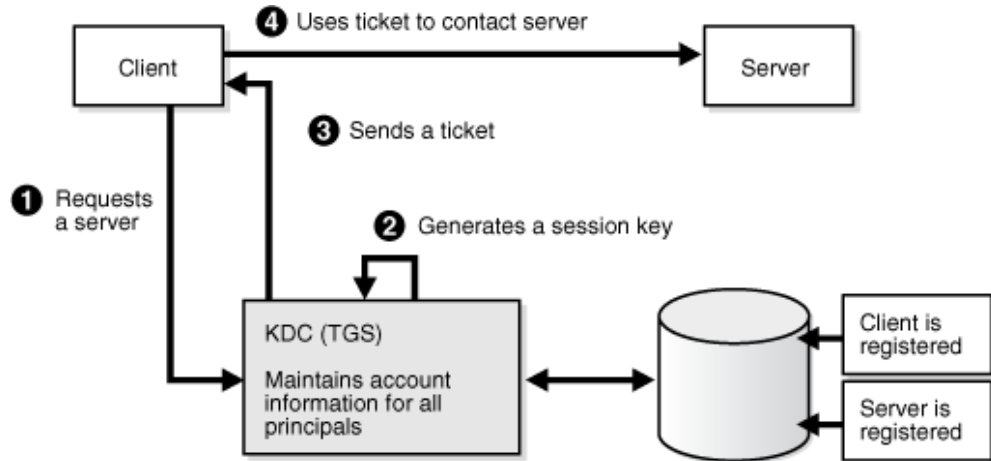 4 Uses ticket to contact server
Client
Server
3 Sends a ticket
1 Requests
a server
2 Generates a session key
KDC (TGS)
Maintains account
information for all
principals
Client is
registered
Server is
registered